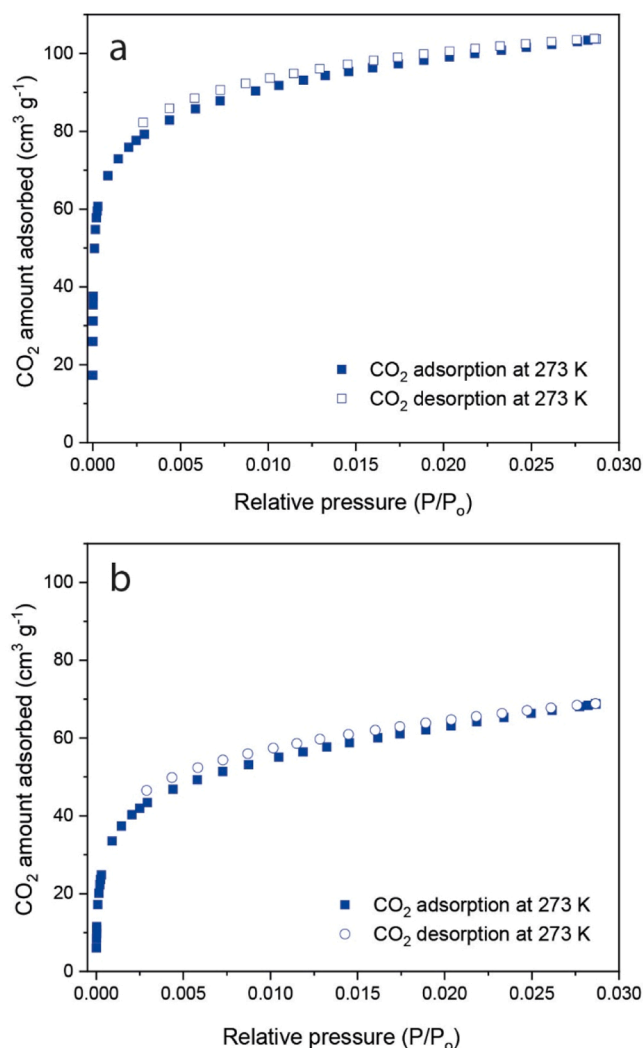 a
100
80
60
40
20
0
CO₂ amount adsorbed (cm³ g⁻¹)
CO₂ adsorption at 273 K
CO₂ desorption at 273 K
0.000 0.005 0.010 0.015 0.020 0.025 0.030
Relative pressure (P/Pₒ)
b
100
80
60
40
20
0
CO₂ amount adsorbed (cm³ g⁻¹)
CO₂ adsorption at 273 K
CO₂ desorption at 273 K
0.000 0.005 0.010 0.015 0.020 0.025 0.030
Relative pressure (P/Pₒ)